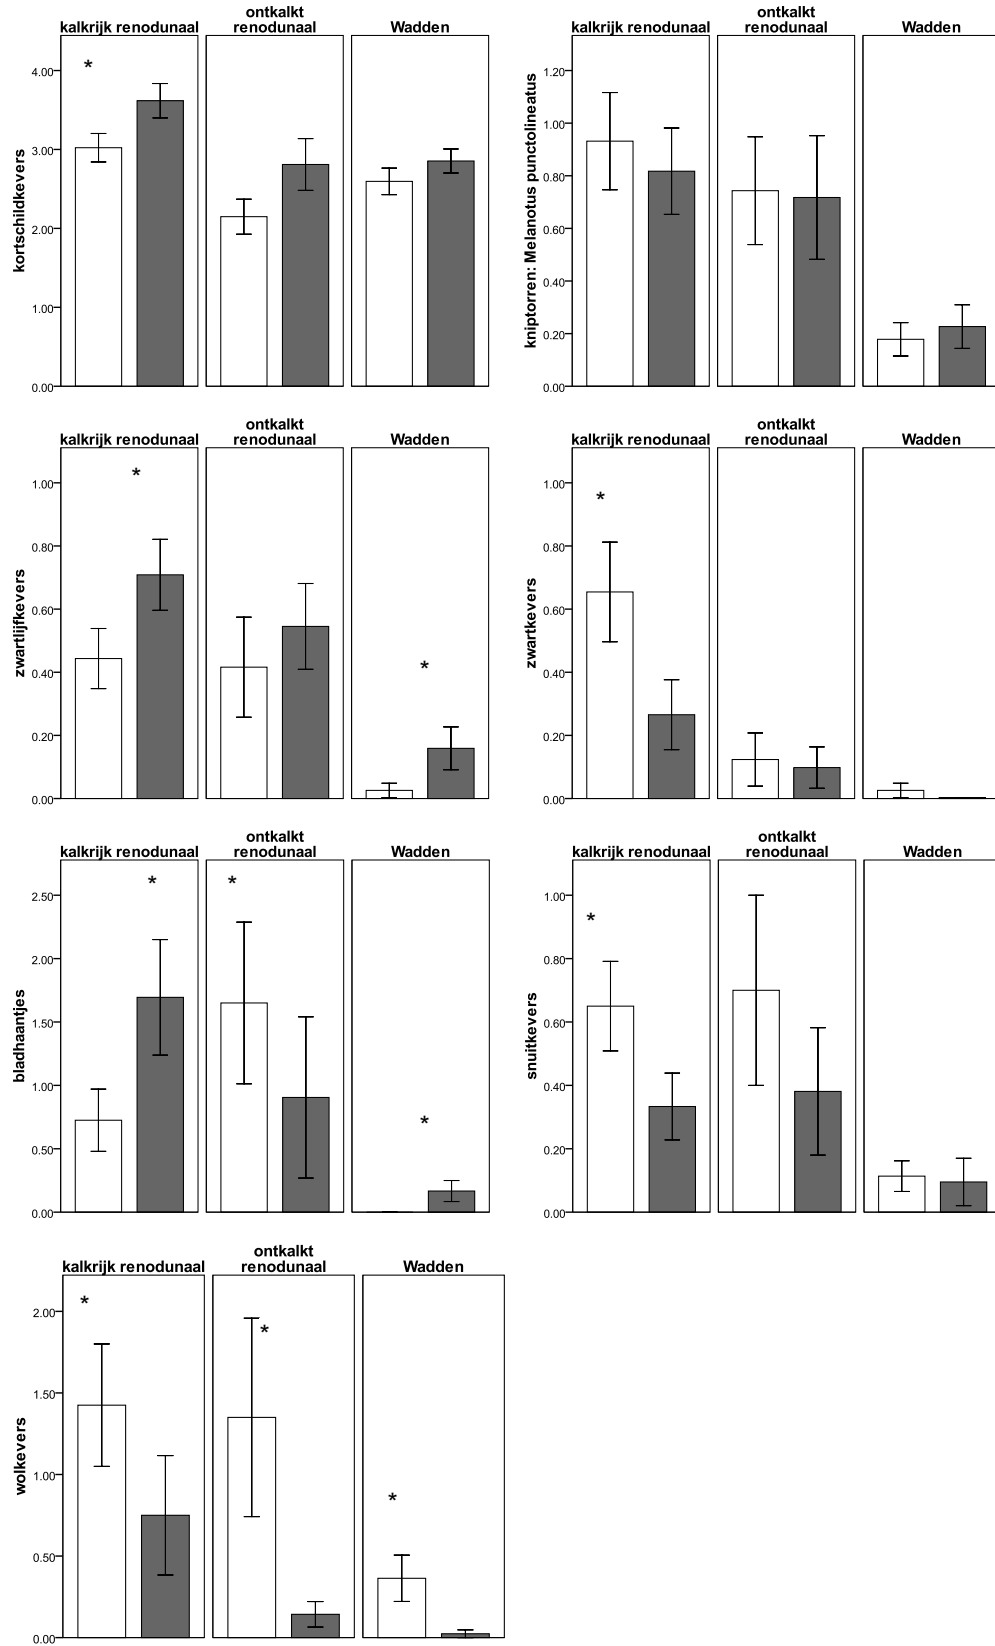 kalkrijk renodunaal
ontkalkt
renodunaal
Wadden
kortschildkevers
4.00
3.00
2.00
1.00
0.00
*
kalkrijk renodunaal
ontkalkt
renodunaal
Wadden
kniptorren: Melanotus punctolineatus
1.20
1.00
0.80
0.60
0.40
0.20
0.00
kalkrijk renodunaal
ontkalkt
renodunaal
Wadden
zwartlijfkevers
1.00
0.80
0.60
0.40
0.20
0.00
*
*
kalkrijk renodunaal
ontkalkt
renodunaal
Wadden
zwartkevers
1.00
0.80
0.60
0.40
0.20
0.00
*
kalkrijk renodunaal
ontkalkt
renodunaal
Wadden
bladhaantjes
2.50
2.00
1.50
1.00
0.50
0.00
*
*
*
kalkrijk renodunaal
ontkalkt
renodunaal
Wadden
snuitkevers
1.00
0.80
0.60
0.40
0.20
0.00
*
kalkrijk renodunaal
ontkalkt
renodunaal
Wadden
wolkevers
2.00
1.50
1.00
0.50
0.00
*
*
*